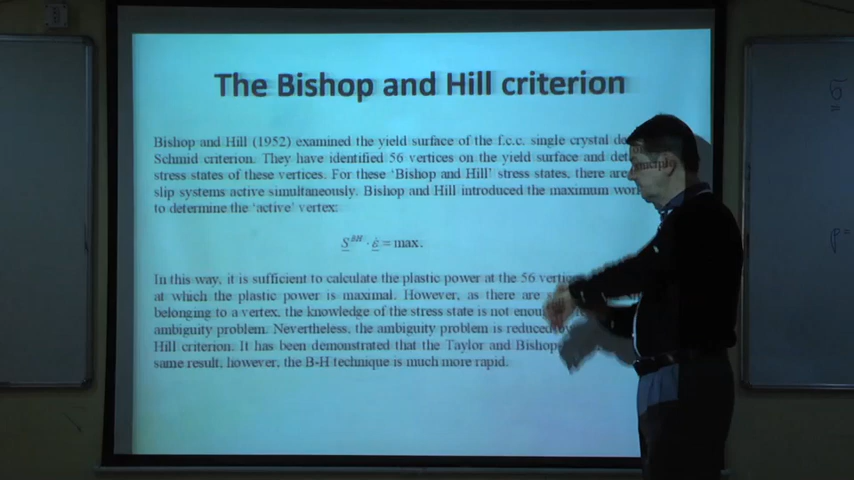 The Bishop and Hill criterion
Bishop and Hill (1952) examined the yield surface of the f.c.c. single crystal
Schmid criterion. They have identified 56 vertices on the yield surface and
stress states of these vertices. For these ‘Bishop and Hill’ stress states, there are
slip systems active simultaneously. Bishop and Hill introduced the maximum
to determine the ‘active’ vertex:
S^BH · ε̇ = max.
In this way, it is sufficient to calculate the plastic power at the 56
at which the plastic power is maximal. However, as there are
belonging to a vertex, the knowledge of the stress state is not
ambiguity problem. Nevertheless, the ambiguity problem is reduced by
Hill criterion. It has been demonstrated that the Taylor and Bishop
same result, however, the B-H technique is much more rapid.